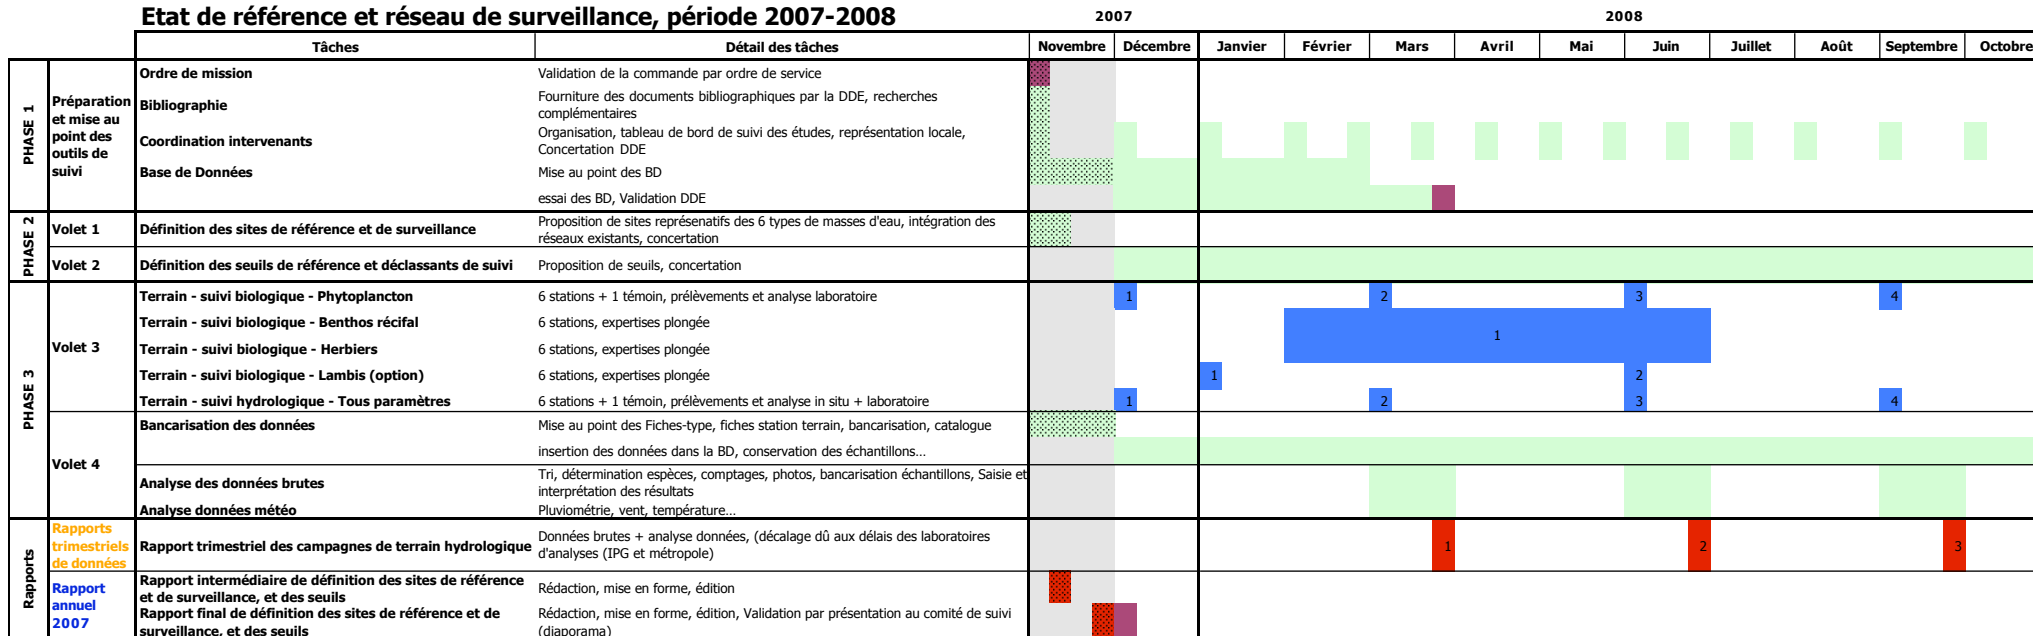 Etat de référence et réseau de surveillance, période 2007-2008
2007
2008
Tâches
Détail des tâches
Novembre
Décembre
Janvier
Février
Mars
Avril
Mai
Juin
Juillet
Août
Septembre
Octobre
PHASE 1
Préparation
et mise au
point des
outils de
suivi
Ordre de mission
Validation de la commande par ordre de service
Bibliographie
Fourniture des documents bibliographiques par la DDE, recherches
complémentaires
Coordination intervenants
Organisation, tableau de bord de suivi des études, représentation locale,
Concertation DDE
Base de Données
Mise au point des BD
essai des BD, Validation DDE
PHASE 2
Volet 1
Définition des sites de référence et de surveillance
Proposition de sites représenatifs des 6 types de masses d'eau, intégration des
réseaux existants, concertation
Volet 2
Définition des seuils de référence et déclassants de suivi
Proposition de seuils, concertation
PHASE 3
Volet 3
Terrain - suivi biologique - Phytoplancton
6 stations + 1 témoin, prélèvements et analyse laboratoire
1
2
3
4
Terrain - suivi biologique - Benthos récifal
6 stations, expertises plongée
1
Terrain - suivi biologique - Herbiers
6 stations, expertises plongée
Terrain - suivi biologique - Lambis (option)
6 stations, expertises plongée
1
2
Terrain - suivi hydrologique - Tous paramètres
6 stations + 1 témoin, prélèvements et analyse in situ + laboratoire
1
2
3
4
Volet 4
Bancarisation des données
Mise au point des Fiches-type, fiches station terrain, bancarisation, catalogue
insertion des données dans la BD, conservation des échantillons…
Analyse des données brutes
Tri, détermination espèces, comptages, photos, bancarisation échantillons, Saisie et
interprétation des résultats
Analyse données météo
Pluviométrie, vent, température…
Rapports
Rapports
trimestriels
de données
Rapport trimestriel des campagnes de terrain hydrologique
Données brutes + analyse données, (décalage dû aux délais des laboratoires
d'analyses (IPG et métropole)
1
2
3
Rapport
annuel
2007
Rapport intermédiaire de définition des sites de référence
et de surveillance, et des seuils
Rédaction, mise en forme, édition
Rapport final de définition des sites de référence et de
surveillance, et des seuils
Rédaction, mise en forme, édition, Validation par présentation au comité de suivi
(diaporama)